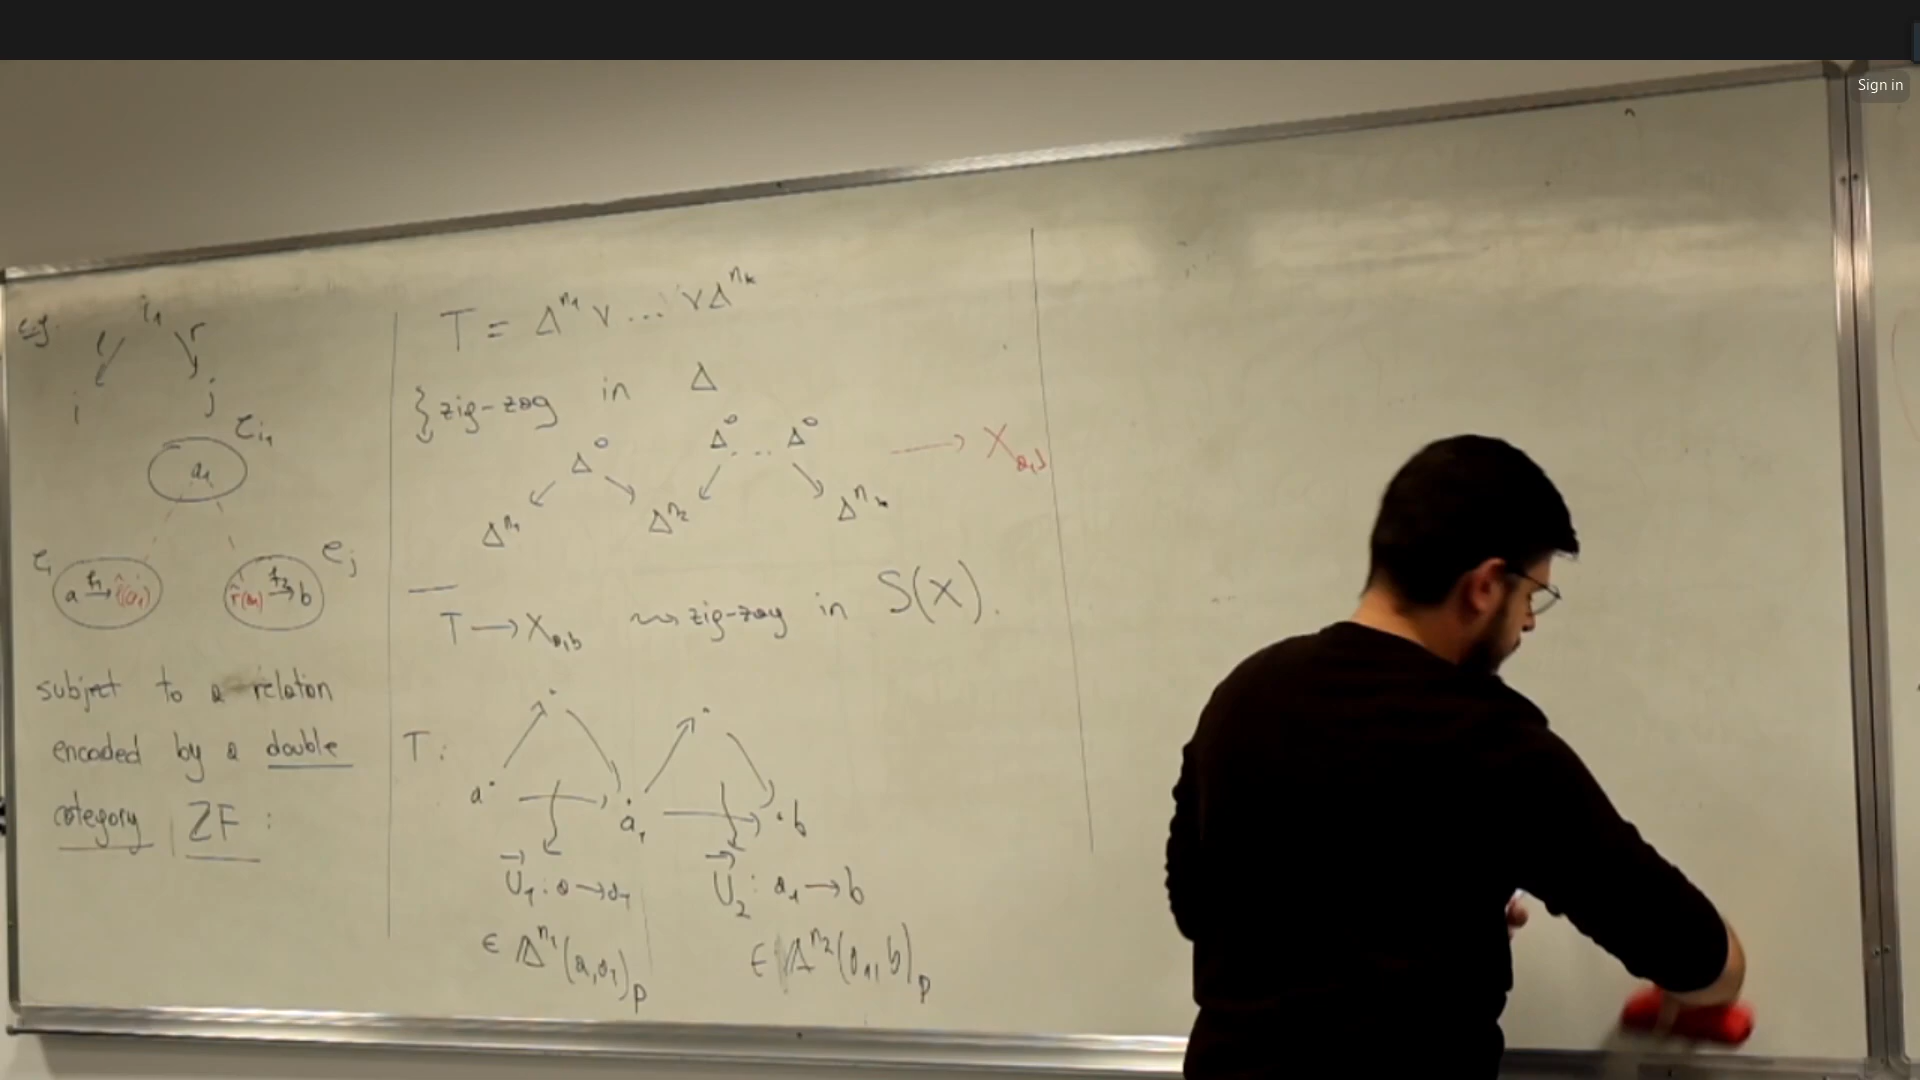 Sign in
e.g.
i₁
l r
i j
C_{i₁}
a₁
C_i C_j
a →^{f₁} l̂(a₁) r̂(a₁) →^{f₂} b
subject to a relation
encoded by a double
category ZF :
T = Δ^{n₁} ∨ ... ∨ Δ^{n_k}
zig-zag in Δ
Δ⁰ Δ⁰ ... Δ⁰ → X_{a,b}
Δ^{n₁} Δ^{n₂} Δ^{n_k}
T → X_{a,b} ⇝ zig-zag in S(X).
T:
a a₁ b
U⃗₁ : a → a₁ U⃗₂ : a₁ → b
∈ Δ^{n₁}(a,a₁)_p ∈ Δ^{n₂}(a₁,b)_p